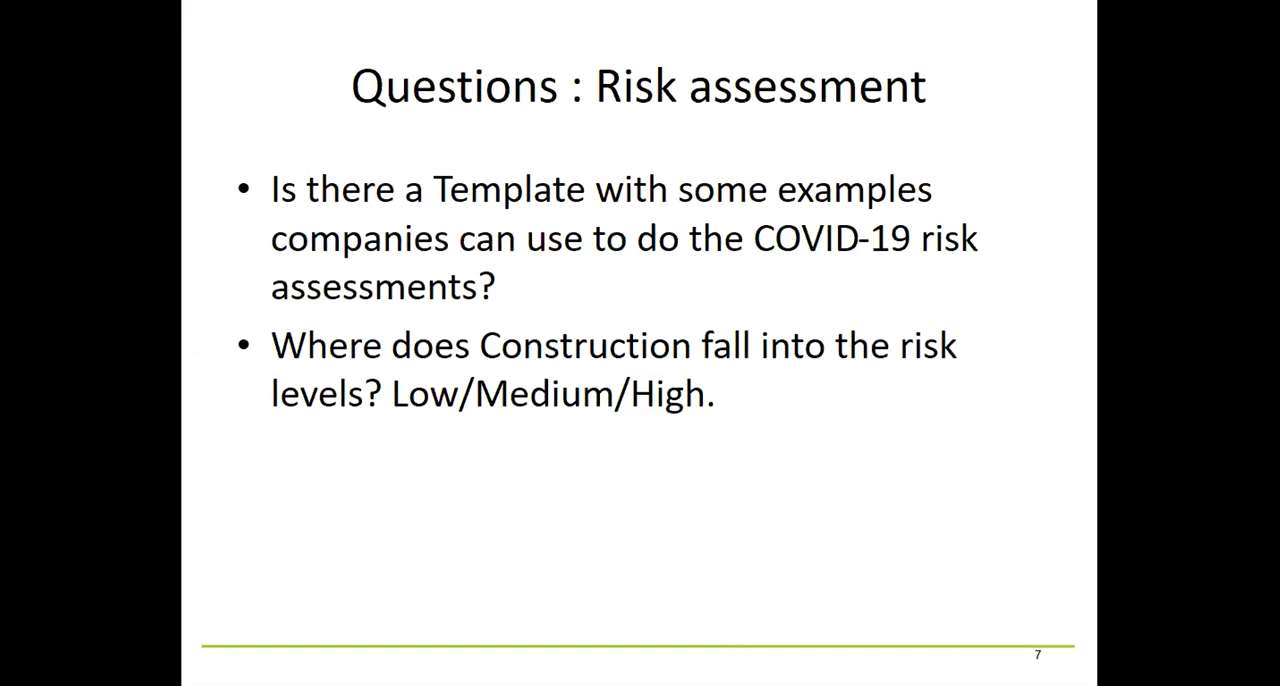 Questions : Risk assessment
• Is there a Template with some examples
companies can use to do the COVID-19 risk
assessments?
• Where does Construction fall into the risk
levels? Low/Medium/High.
7